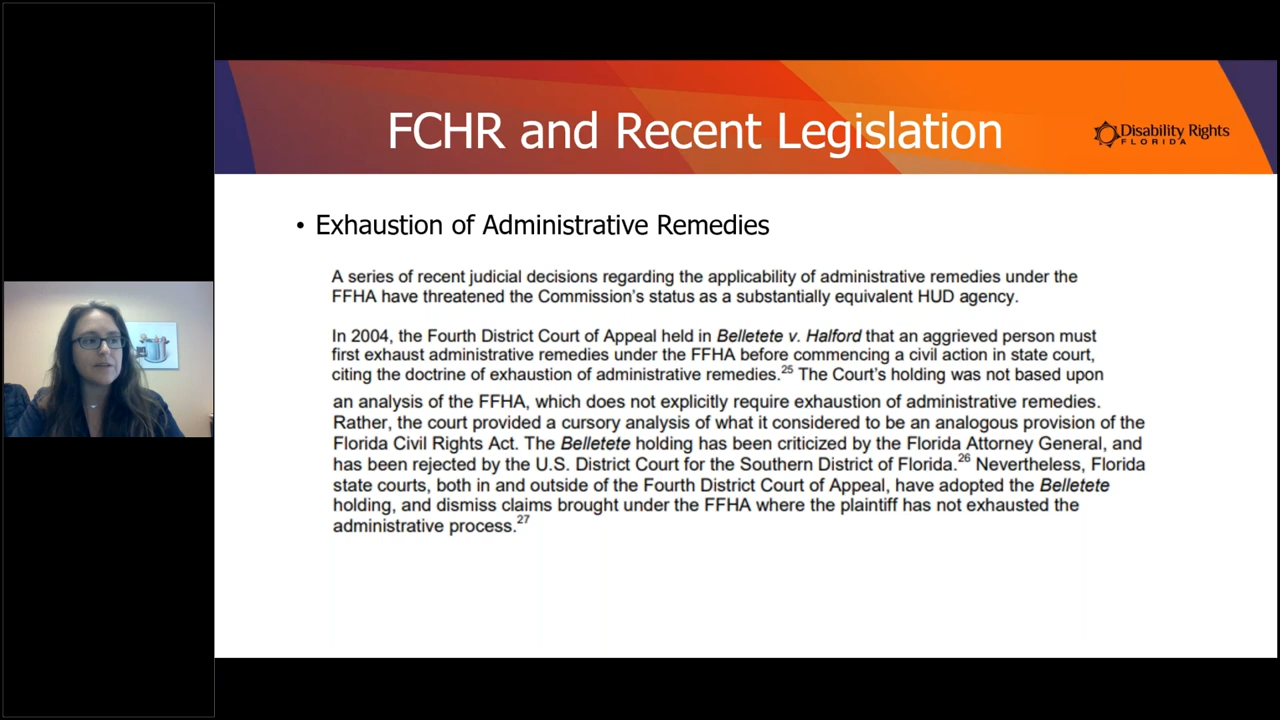 FCHR and Recent Legislation
Disability Rights
FLORIDA
• Exhaustion of Administrative Remedies
A series of recent judicial decisions regarding the applicability of administrative remedies under the
FFHA have threatened the Commission's status as a substantially equivalent HUD agency.
In 2004, the Fourth District Court of Appeal held in Belletete v. Halford that an aggrieved person must
first exhaust administrative remedies under the FFHA before commencing a civil action in state court,
citing the doctrine of exhaustion of administrative remedies.25 The Court's holding was not based upon
an analysis of the FFHA, which does not explicitly require exhaustion of administrative remedies.
Rather, the court provided a cursory analysis of what it considered to be an analogous provision of the
Florida Civil Rights Act. The Belletete holding has been criticized by the Florida Attorney General, and
has been rejected by the U.S. District Court for the Southern District of Florida.26 Nevertheless, Florida
state courts, both in and outside of the Fourth District Court of Appeal, have adopted the Belletete
holding, and dismiss claims brought under the FFHA where the plaintiff has not exhausted the
administrative process.27